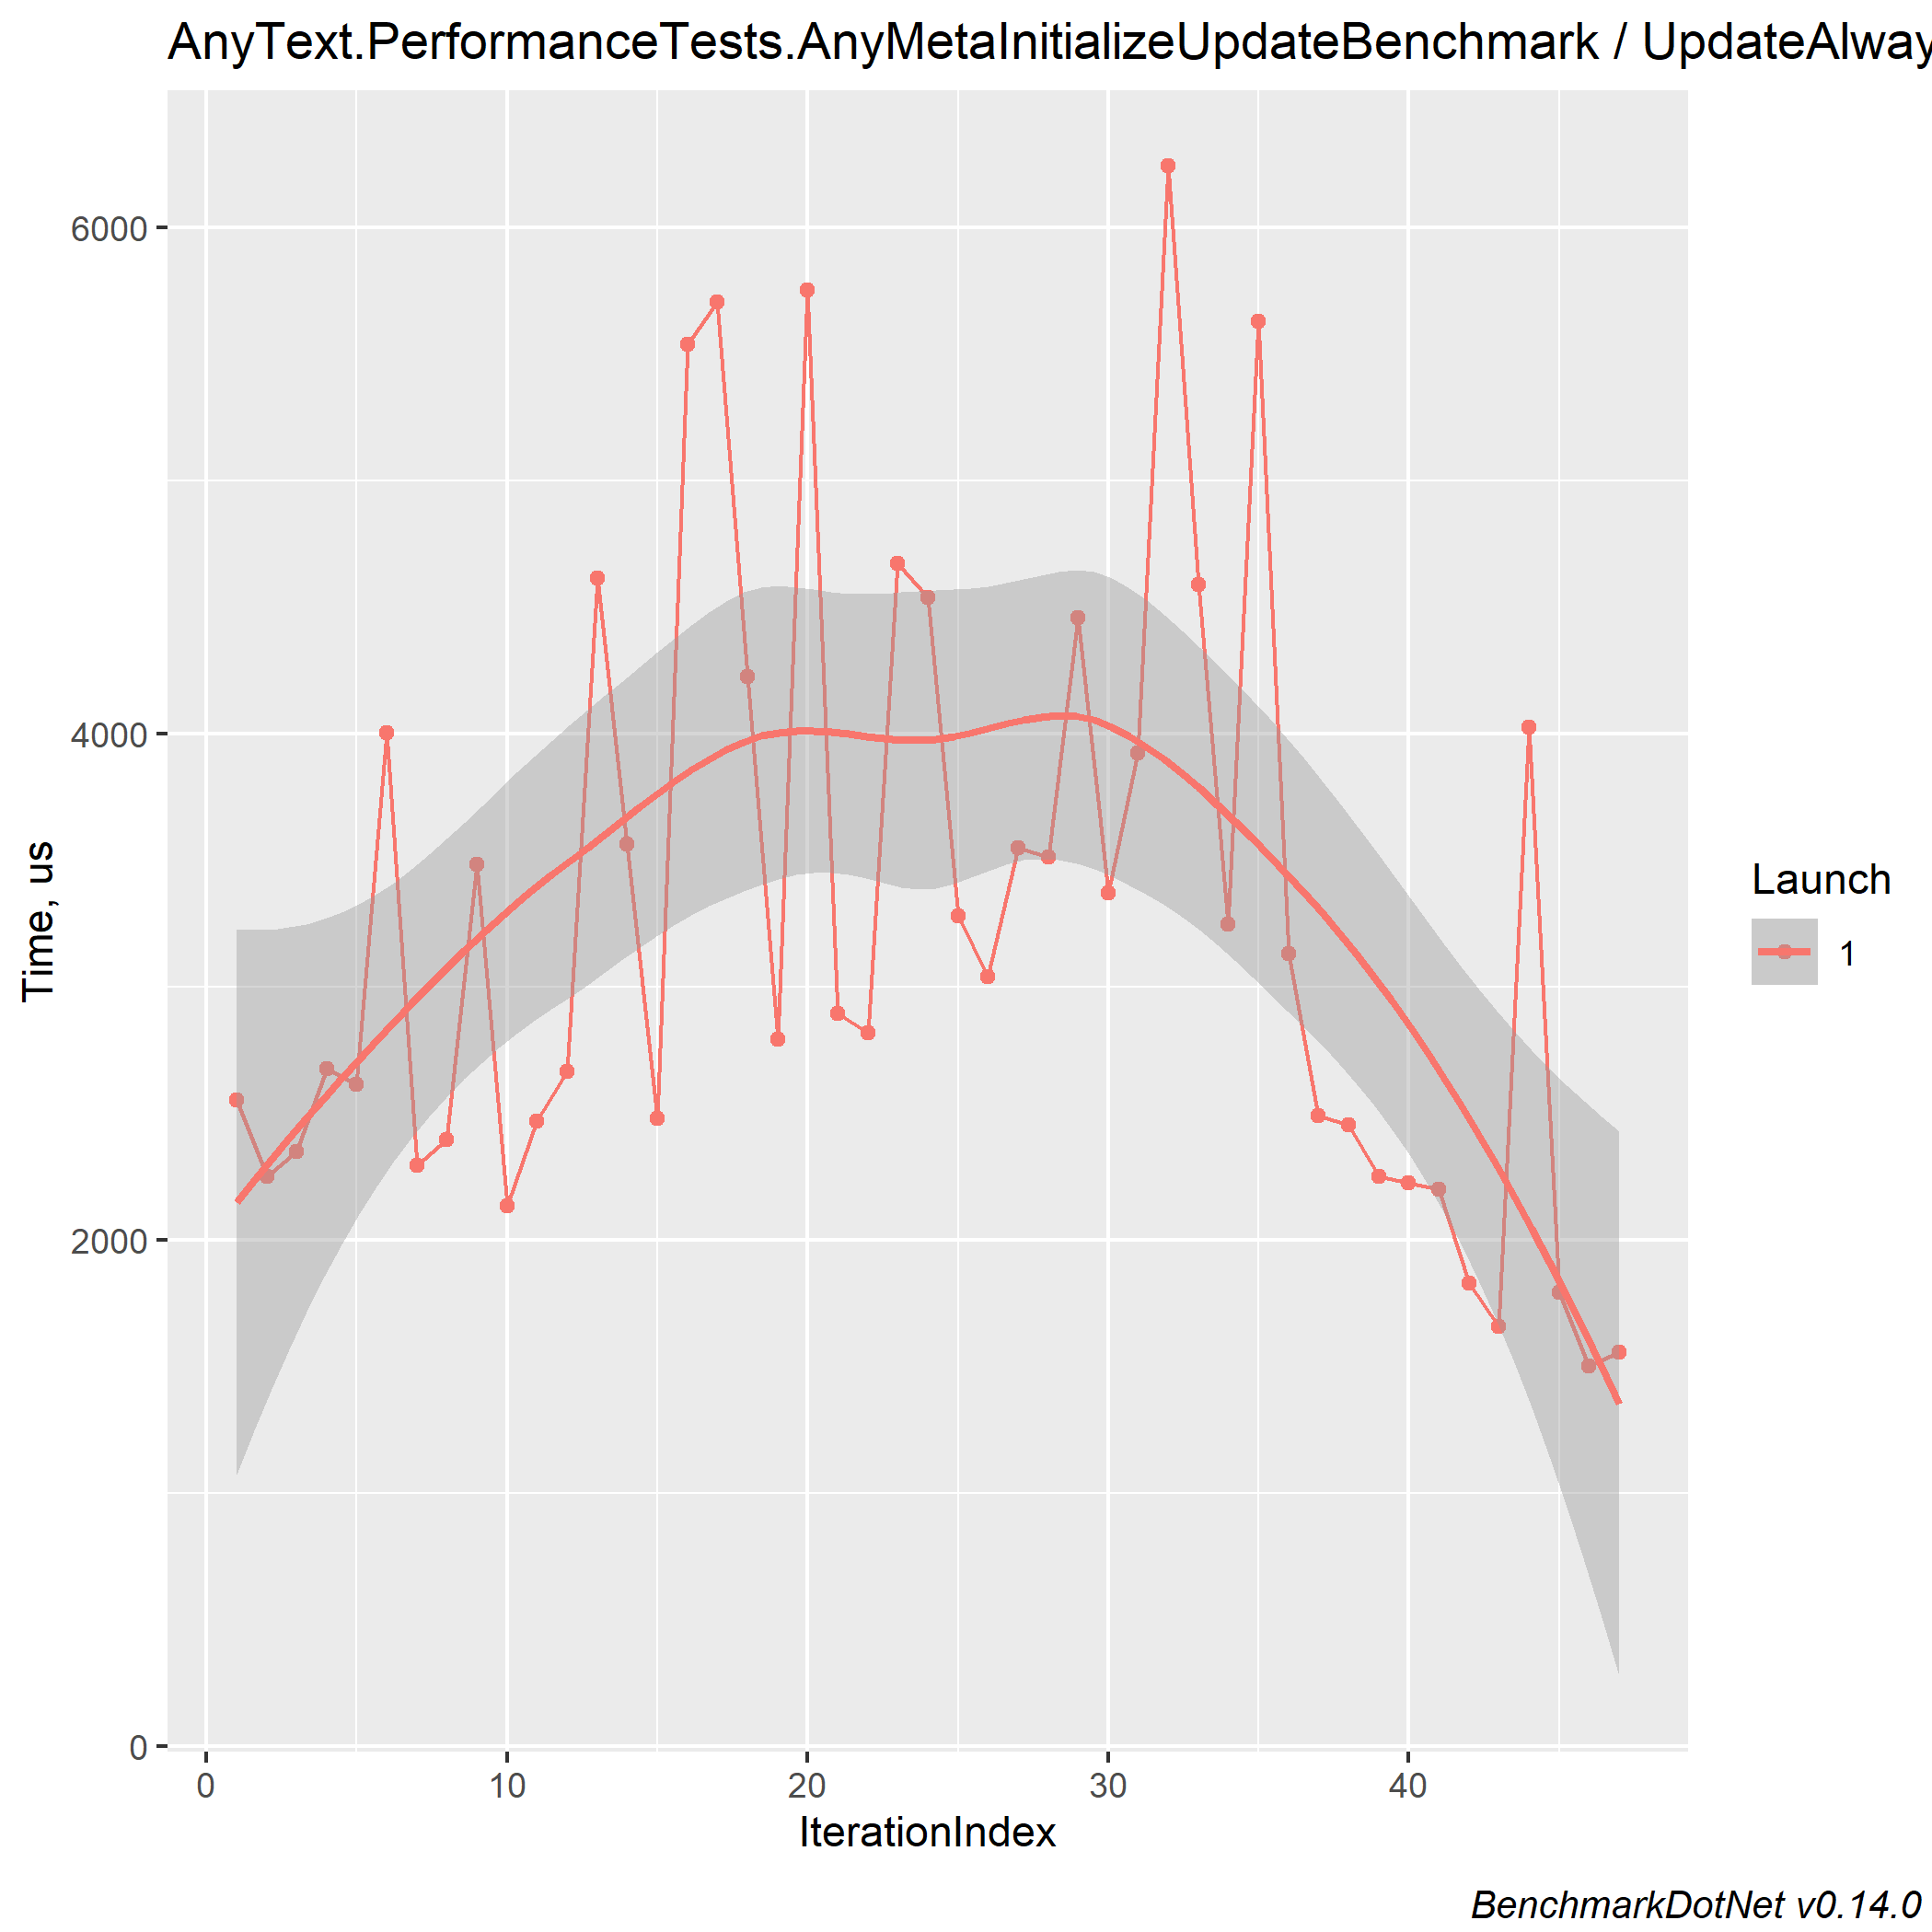 AnyText.PerformanceTests.AnyMetaInitializeUpdateBenchmark / UpdateAlway
Time, us
6000
4000
2000
0
0 10 20 30 40
IterationIndex
Launch
1
BenchmarkDotNet v0.14.0